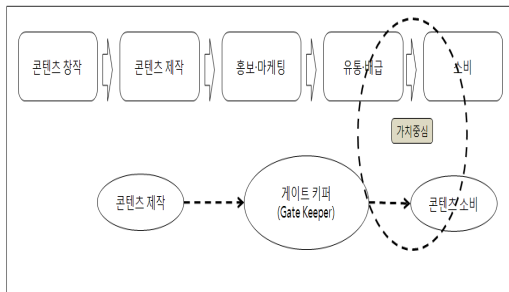 콘텐츠 창작
콘텐츠 제작
홍보·마케팅
유통·배급
소비
가치중심
콘텐츠 제작
게이트 키퍼
(Gate Keeper)
콘텐츠 소비